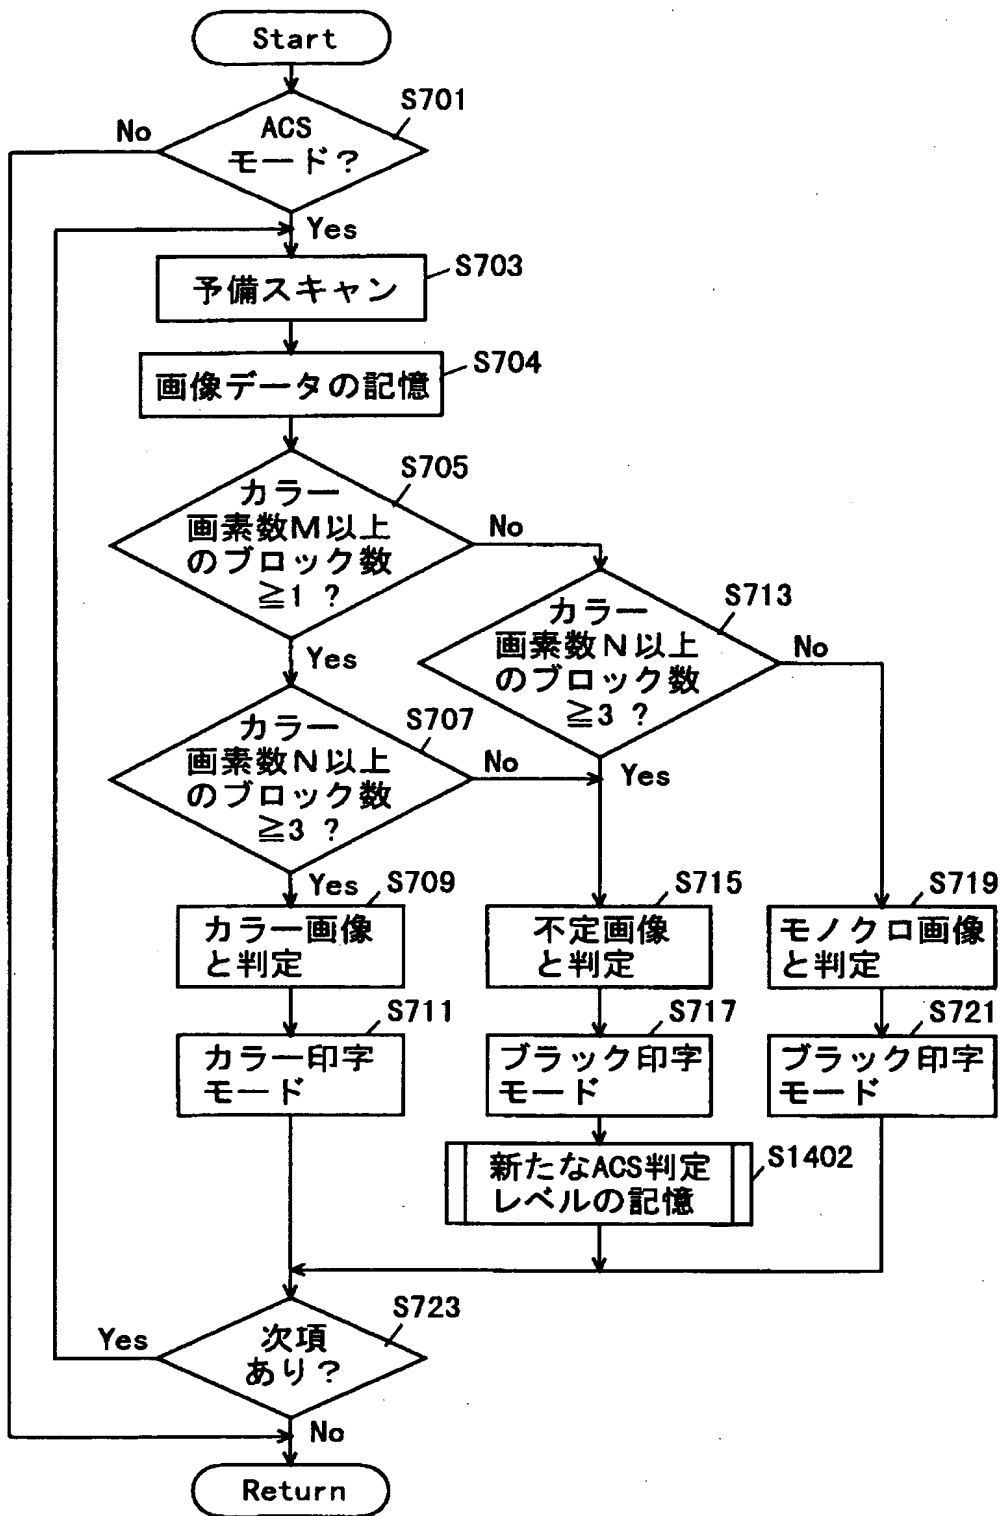 Start
S701
No
ACS
モード?
Yes
S703
予備スキャン
S704
画像データの記憶
S705
カラー
画素数M以上
のブロック数
≧1 ?
No
Yes
S713
カラー
画素数N以上
のブロック数
≧3 ?
No
Yes
S707
カラー
画素数N以上
のブロック数
≧3 ?
No
Yes
S709
カラー画像
と判定
S715
不定画像
と判定
S719
モノクロ画像
と判定
S711
カラー印字
モード
S717
ブラック印字
モード
S721
ブラック印字
モード
S1402
新たなACS判定
レベルの記憶
S723
Yes
次項
あり?
No
Return